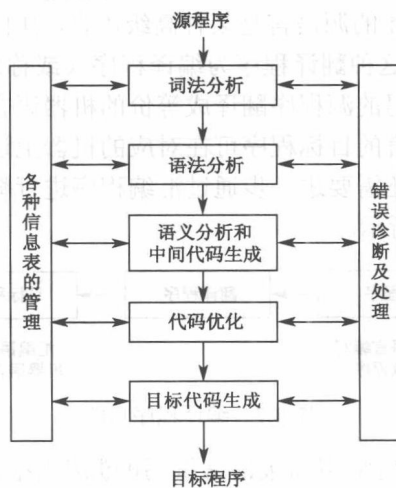 源程序
词法分析
语法分析
语义分析和
中间代码生成
代码优化
目标代码生成
目标程序
各种信息表的管理
错误诊断及处理